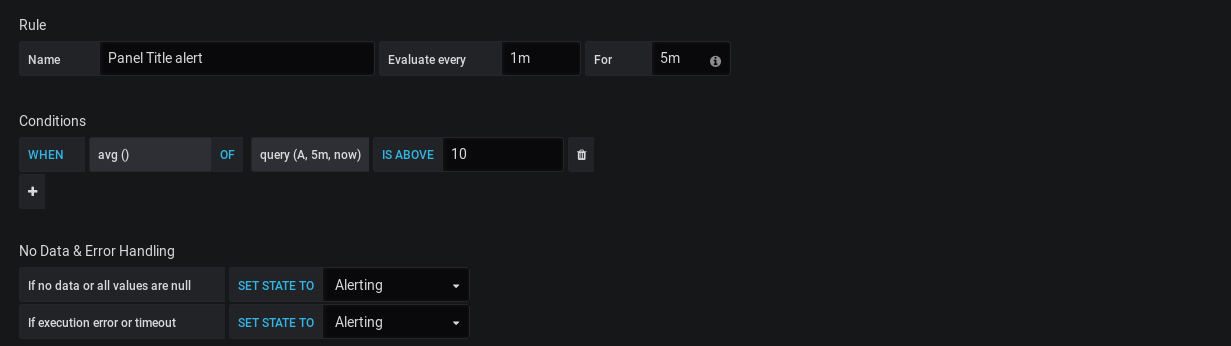 Rule
Name Panel Title alert Evaluate every 1m For 5m
Conditions
WHEN avg () OF query (A, 5m, now) IS ABOVE 10
No Data & Error Handling
If no data or all values are null SET STATE TO Alerting
If execution error or timeout SET STATE TO Alerting